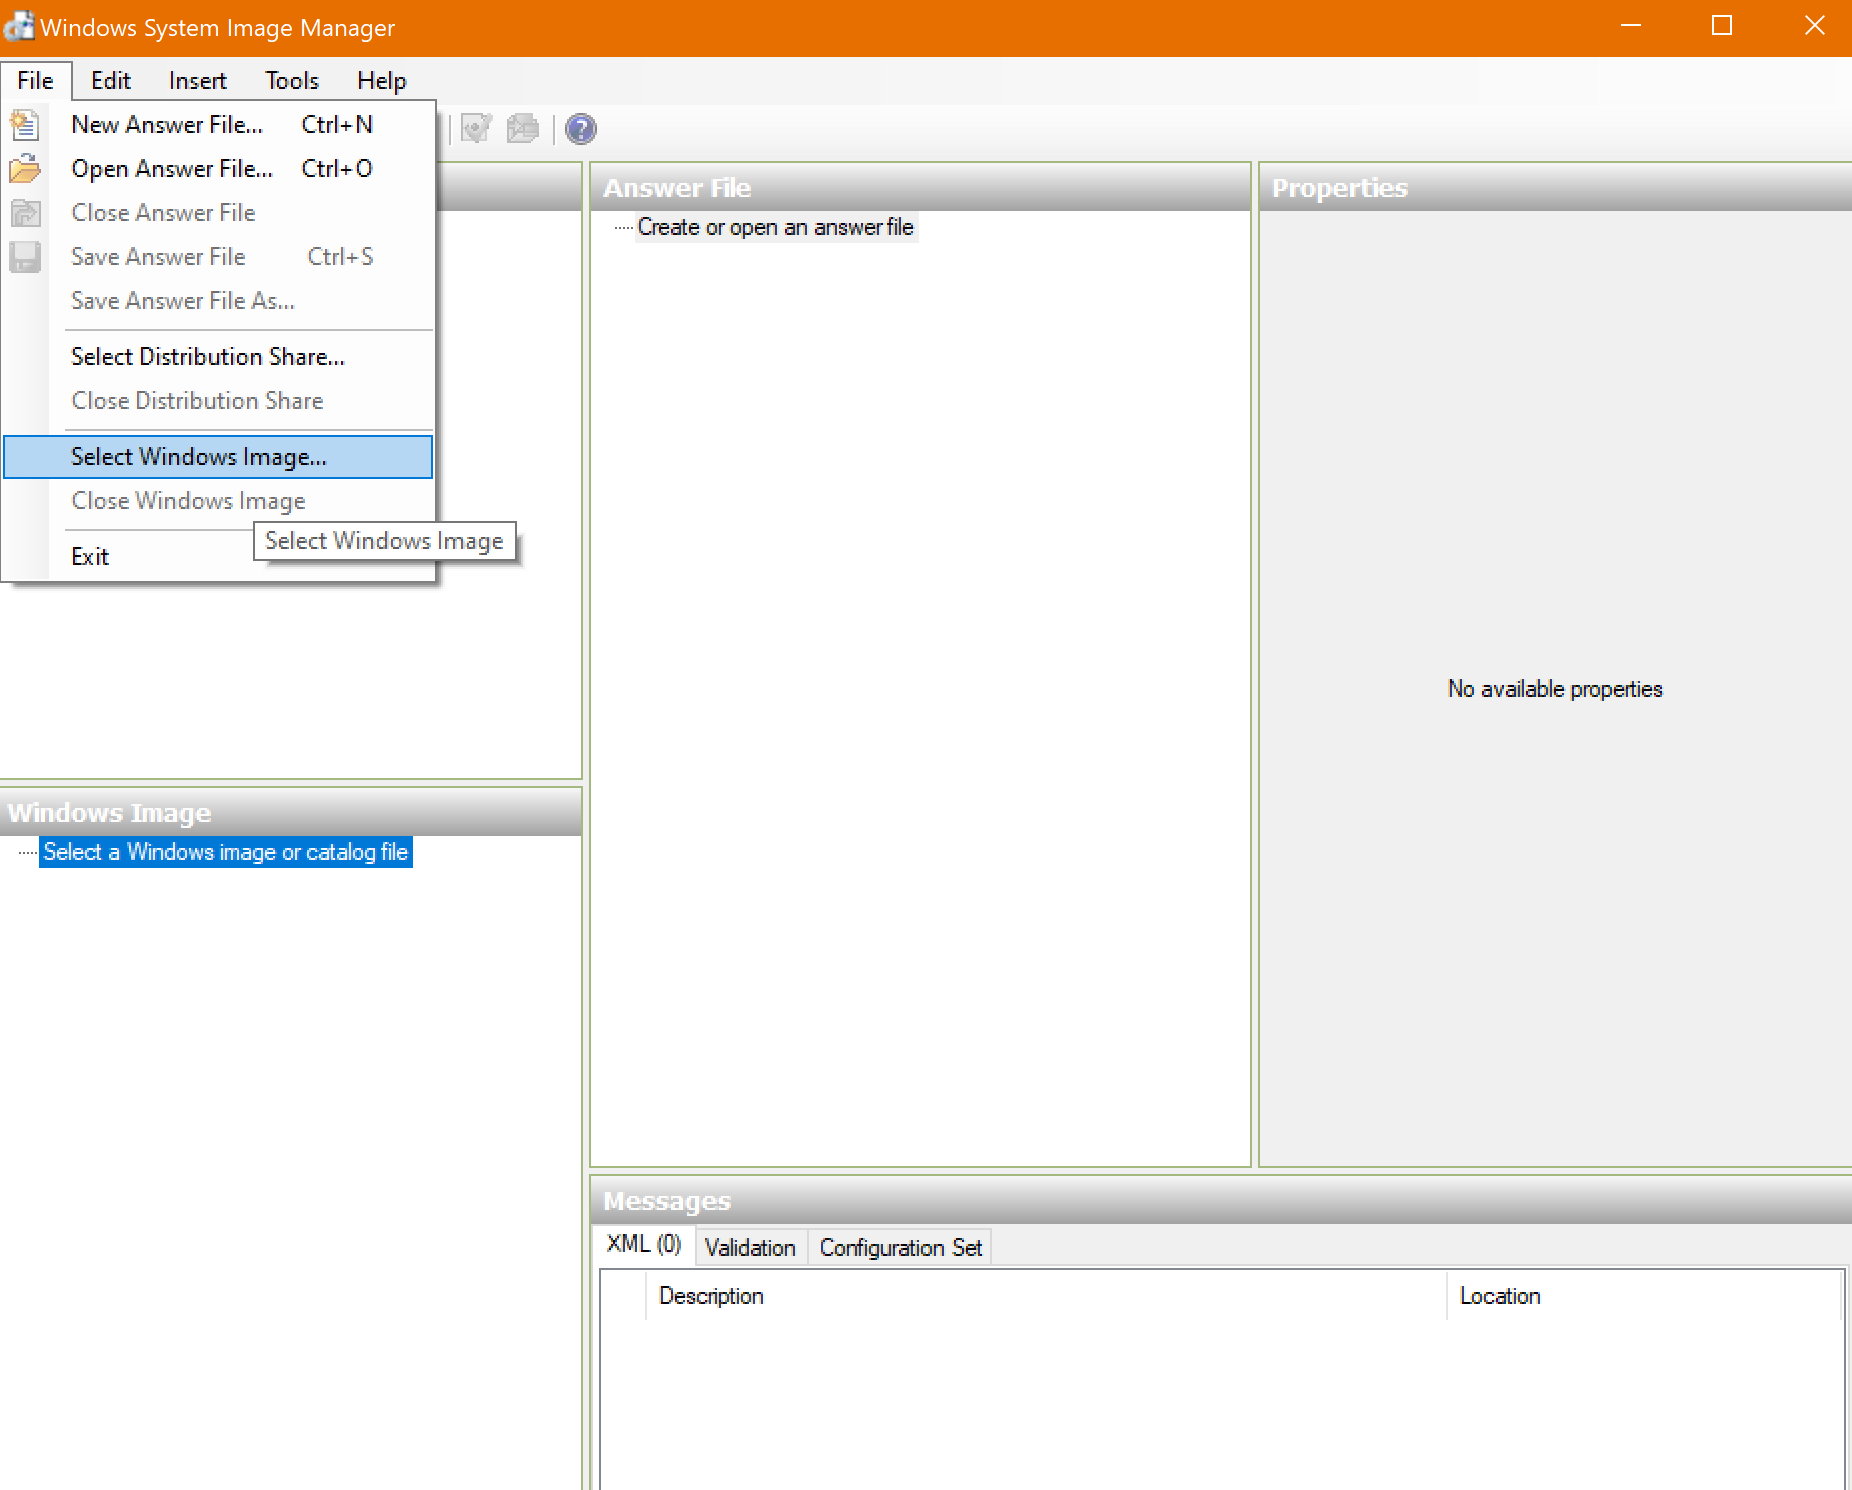 Windows System Image Manager
File Edit Insert Tools Help
New Answer File... Ctrl+N
Open Answer File... Ctrl+O
Close Answer File
Save Answer File Ctrl+S
Save Answer File As...
Select Distribution Share...
Close Distribution Share
Select Windows Image...
Close Windows Image
Select Windows Image
Exit
Answer File
Create or open an answer file
Properties
No available properties
Windows Image
Select a Windows image or catalog file
Messages
XML (0) Validation Configuration Set
Description Location